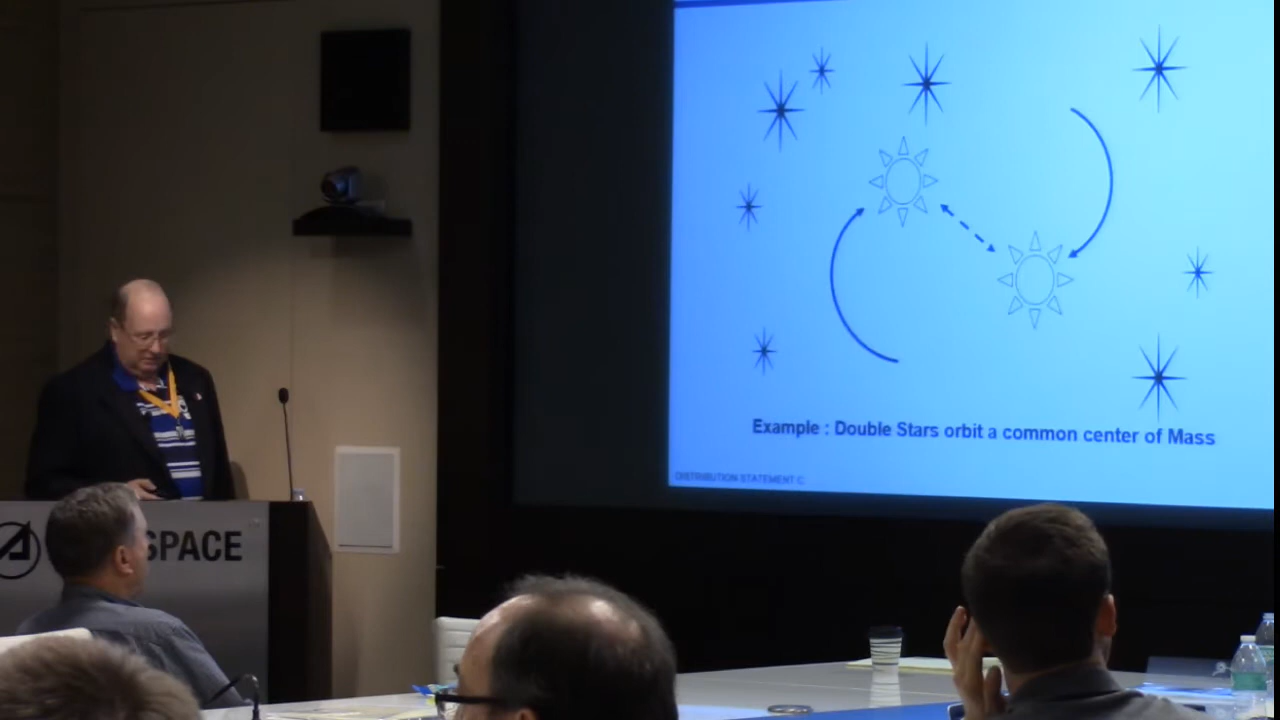 Example : Double Stars orbit a common center of Mass
DISTRIBUTION STATEMENT C:
SPACE